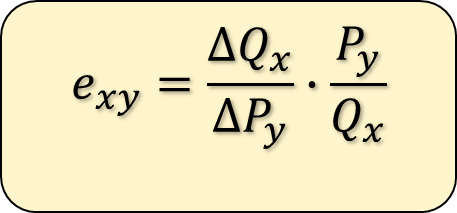 e_xy = ΔQ_x/ΔP_y · P_y/Q_x